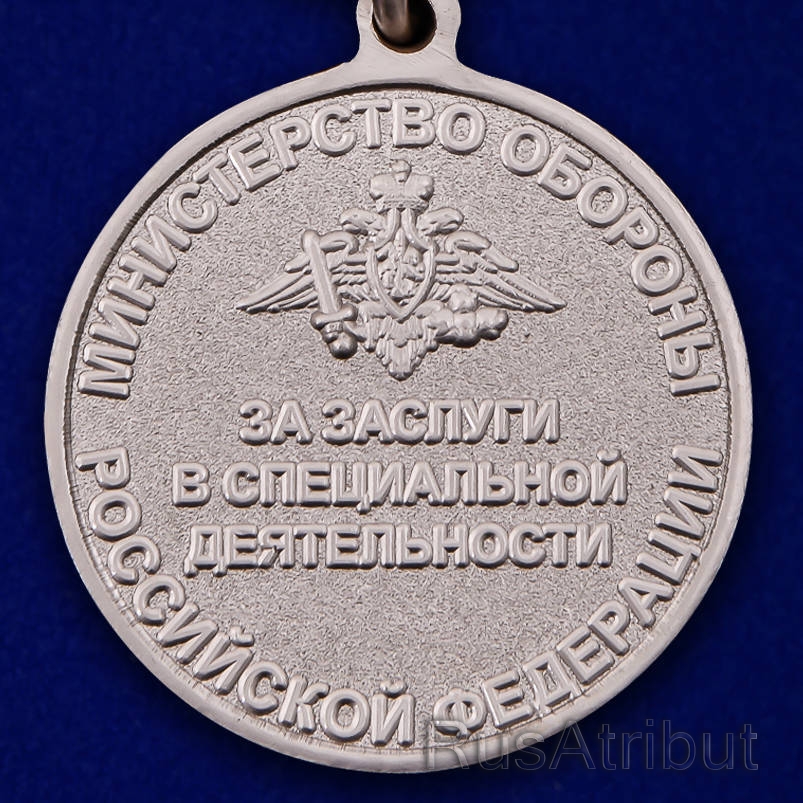 МИНИСТЕРСТВО ОБОРОНЫ
ЗА ЗАСЛУГИ
В СПЕЦИАЛЬНОЙ
ДЕЯТЕЛЬНОСТИ
РОССИЙСКОЙ ФЕДЕРАЦИИ
RusAtribut